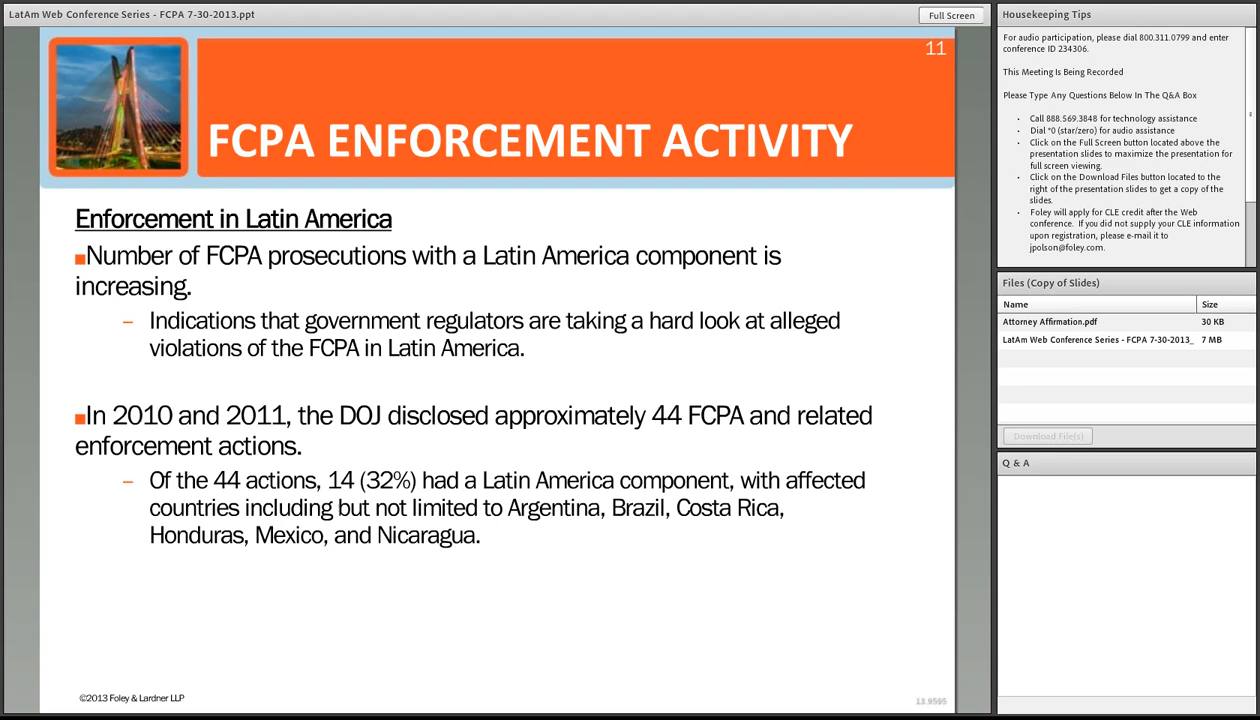 LatAm Web Conference Series - FCPA 7-30-2013.ppt
Full Screen
11
FCPA ENFORCEMENT ACTIVITY
Enforcement in Latin America
■Number of FCPA prosecutions with a Latin America component is
increasing.
– Indications that government regulators are taking a hard look at alleged
violations of the FCPA in Latin America.
■In 2010 and 2011, the DOJ disclosed approximately 44 FCPA and related
enforcement actions.
– Of the 44 actions, 14 (32%) had a Latin America component, with affected
countries including but not limited to Argentina, Brazil, Costa Rica,
Honduras, Mexico, and Nicaragua.
©2013 Foley & Lardner LLP
13.9595
Housekeeping Tips
For audio participation, please dial 800.311.0799 and enter
conference ID 234306.
This Meeting Is Being Recorded
Please Type Any Questions Below In The Q&A Box
· Call 888.569.3848 for technology assistance
· Dial *0 (star/zero) for audio assistance
· Click on the Full Screen button located above the
presentation slides to maximize the presentation for
full screen viewing.
· Click on the Download Files button located to the
right of the presentation slides to get a copy of the
slides.
· Foley will apply for CLE credit after the Web
conference. If you did not supply your CLE information
upon registration, please e-mail it to
jpolson@foley.com.
Files (Copy of Slides)
Name Size
Attorney Affirmation.pdf 30 KB
LatAm Web Conference Series - FCPA 7-30-2013_ 7 MB
Download File(s)
Q & A